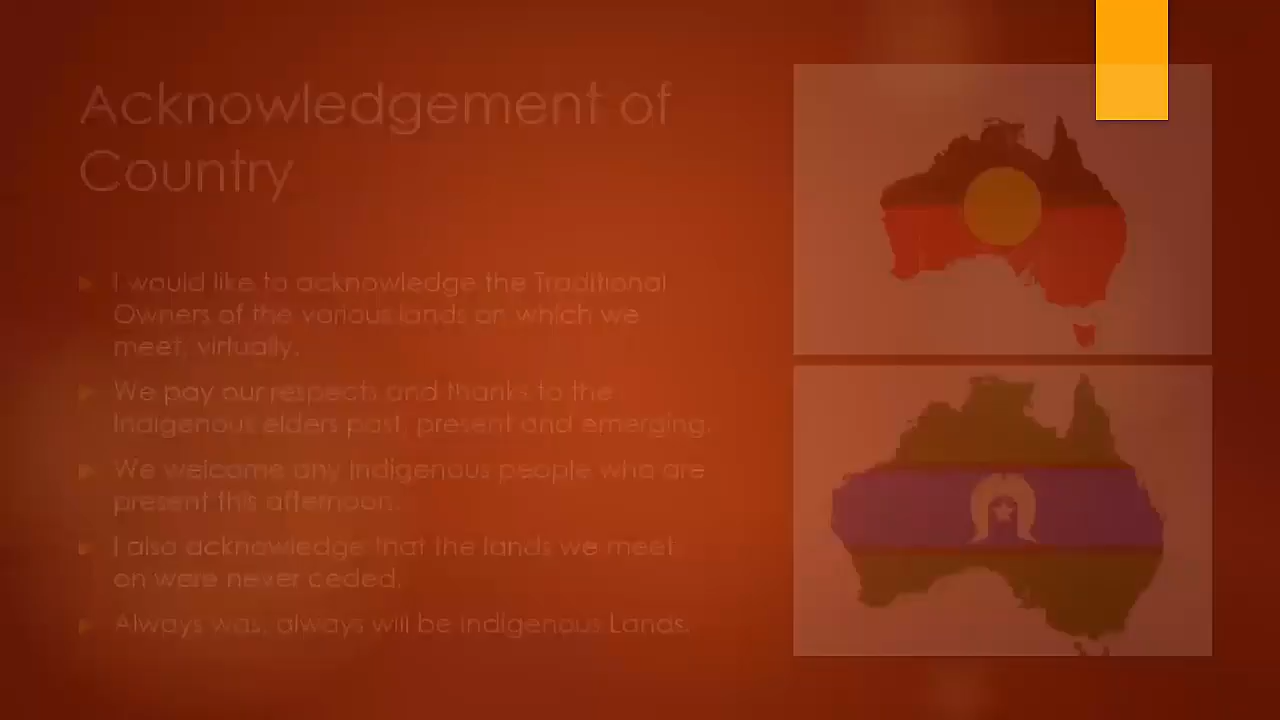 Acknowledgement of
Country
I would like to acknowledge the Traditional
Owners of the various lands on which we
meet, virtually.
We pay our respects and thanks to the
Indigenous elders past, present and emerging.
We welcome any Indigenous people who are
present this afternoon.
I also acknowledge that the lands we meet
on were never ceded.
Always was, always will be Indigenous Lands.